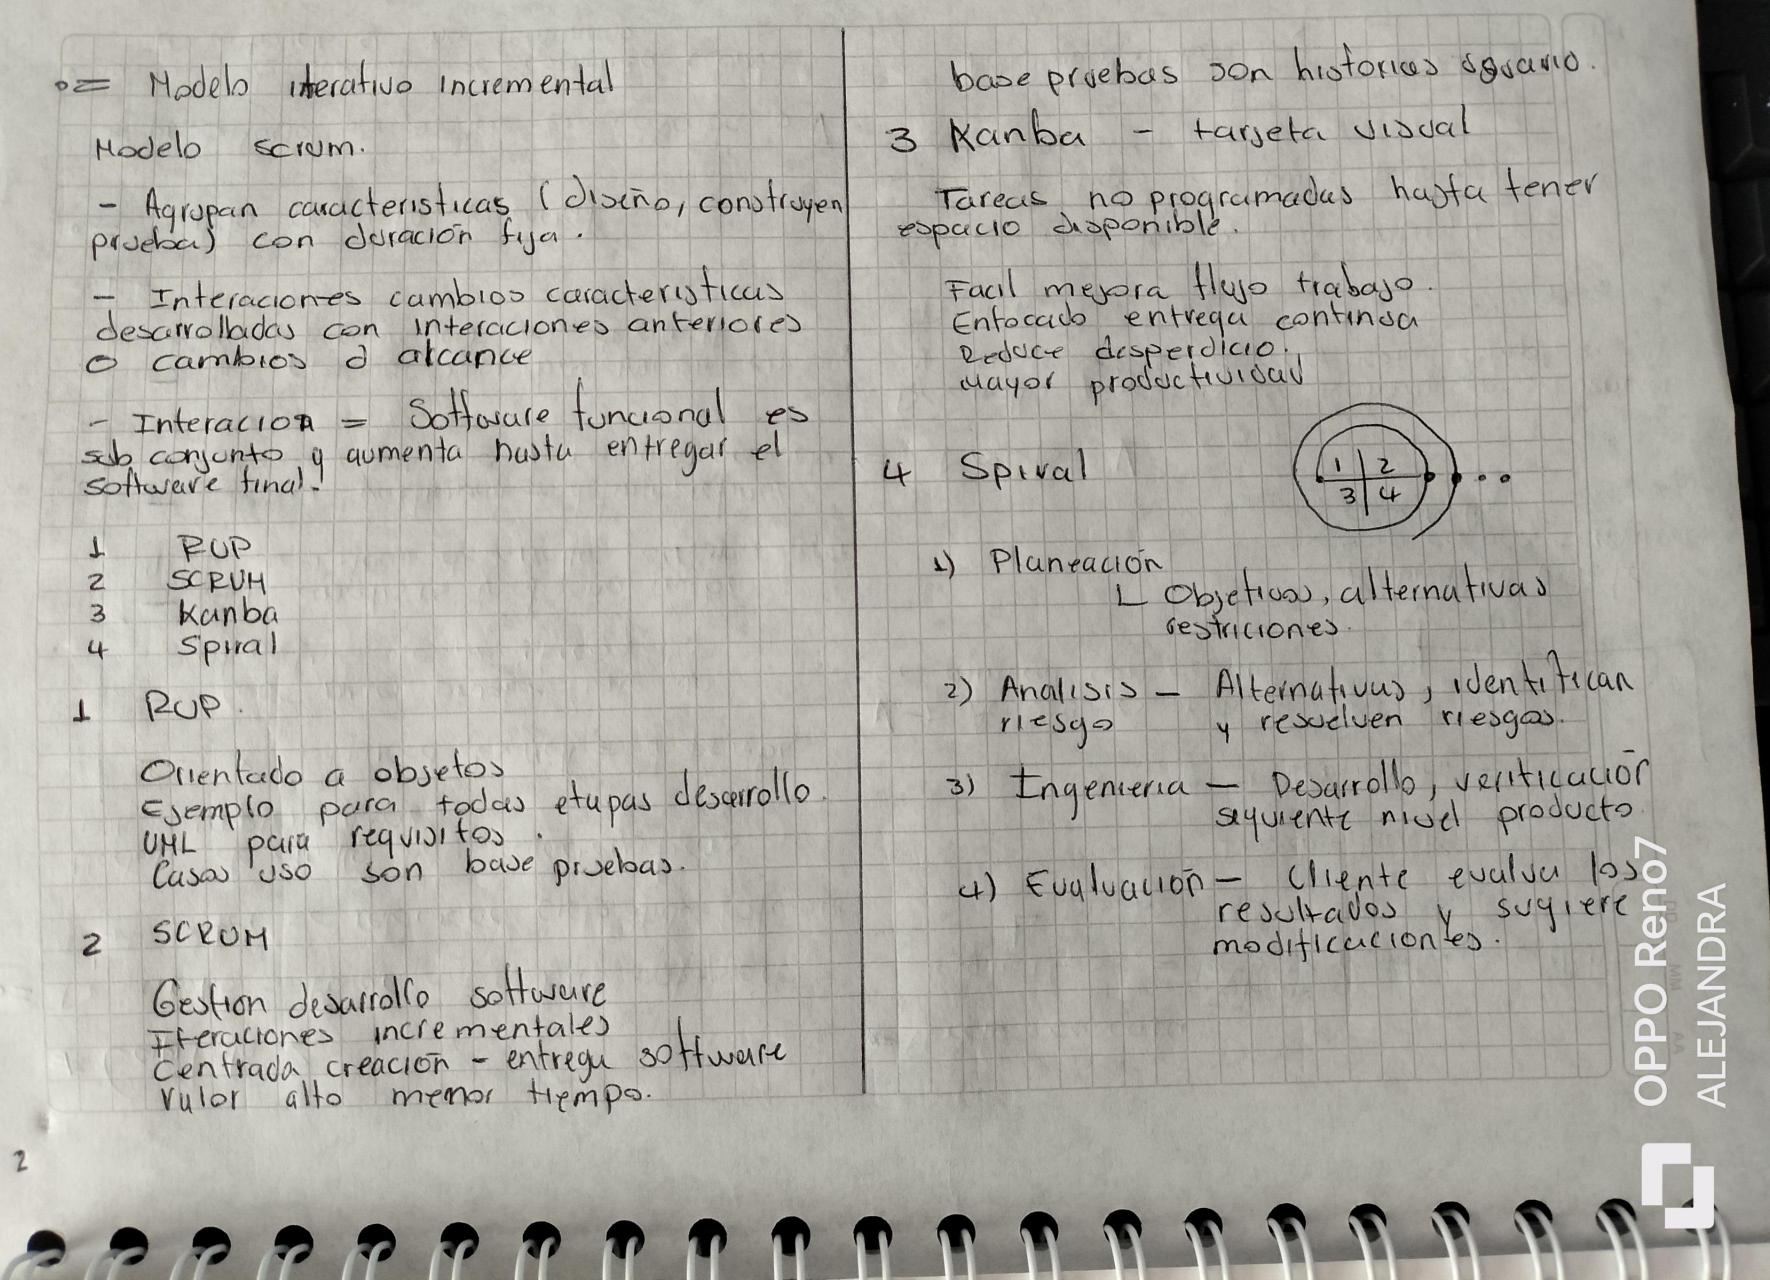 Modelo iterativo incremental
Modelo scrum.
- Agrupan caracteristicas (diseño, construyen
prueba) con duración fija.
- Interaciones cambios caracteristicas
desarrolladas con interaciones anteriores
o cambios d alcance
- Interacion = Software funcional es
sub conjunto y aumenta hasta entregar el
software final.
1 RUP
2 SCRUM
3 Kanba
4 Spiral
1 RUP.
Orientado a objetos
Ejemplo para todas etapas desarrollo.
UML para requisitos.
Casos uso son base pruebas.
2 SCRUM
Gestion desarrollo software
Iteraciones incrementales
Centrada creación - entrega software
Valor alto menor tiempo.
2
base pruebas son historias usuario.
3 Kanba - tarjeta visual
Tareas no programadas hasta tener
espacio disponible.
Facil mejora flujo trabajo.
Enfocado entrega continua
Reduce desperdicio.
Mayor productividad
4 Spiral
1 2
3 4
1) Planeación
Objetivos, alternativas
restriciones.
2) Analisis - Alternativas, identifican
riesgo y resuelven riesgos.
3) Ingenieria - Desarrollo, verificación
siguiente nivel producto
4) Evaluación - Cliente evalua los
resultados y sugiere
modificaciones.
OPPO Reno7
ALEJANDRA